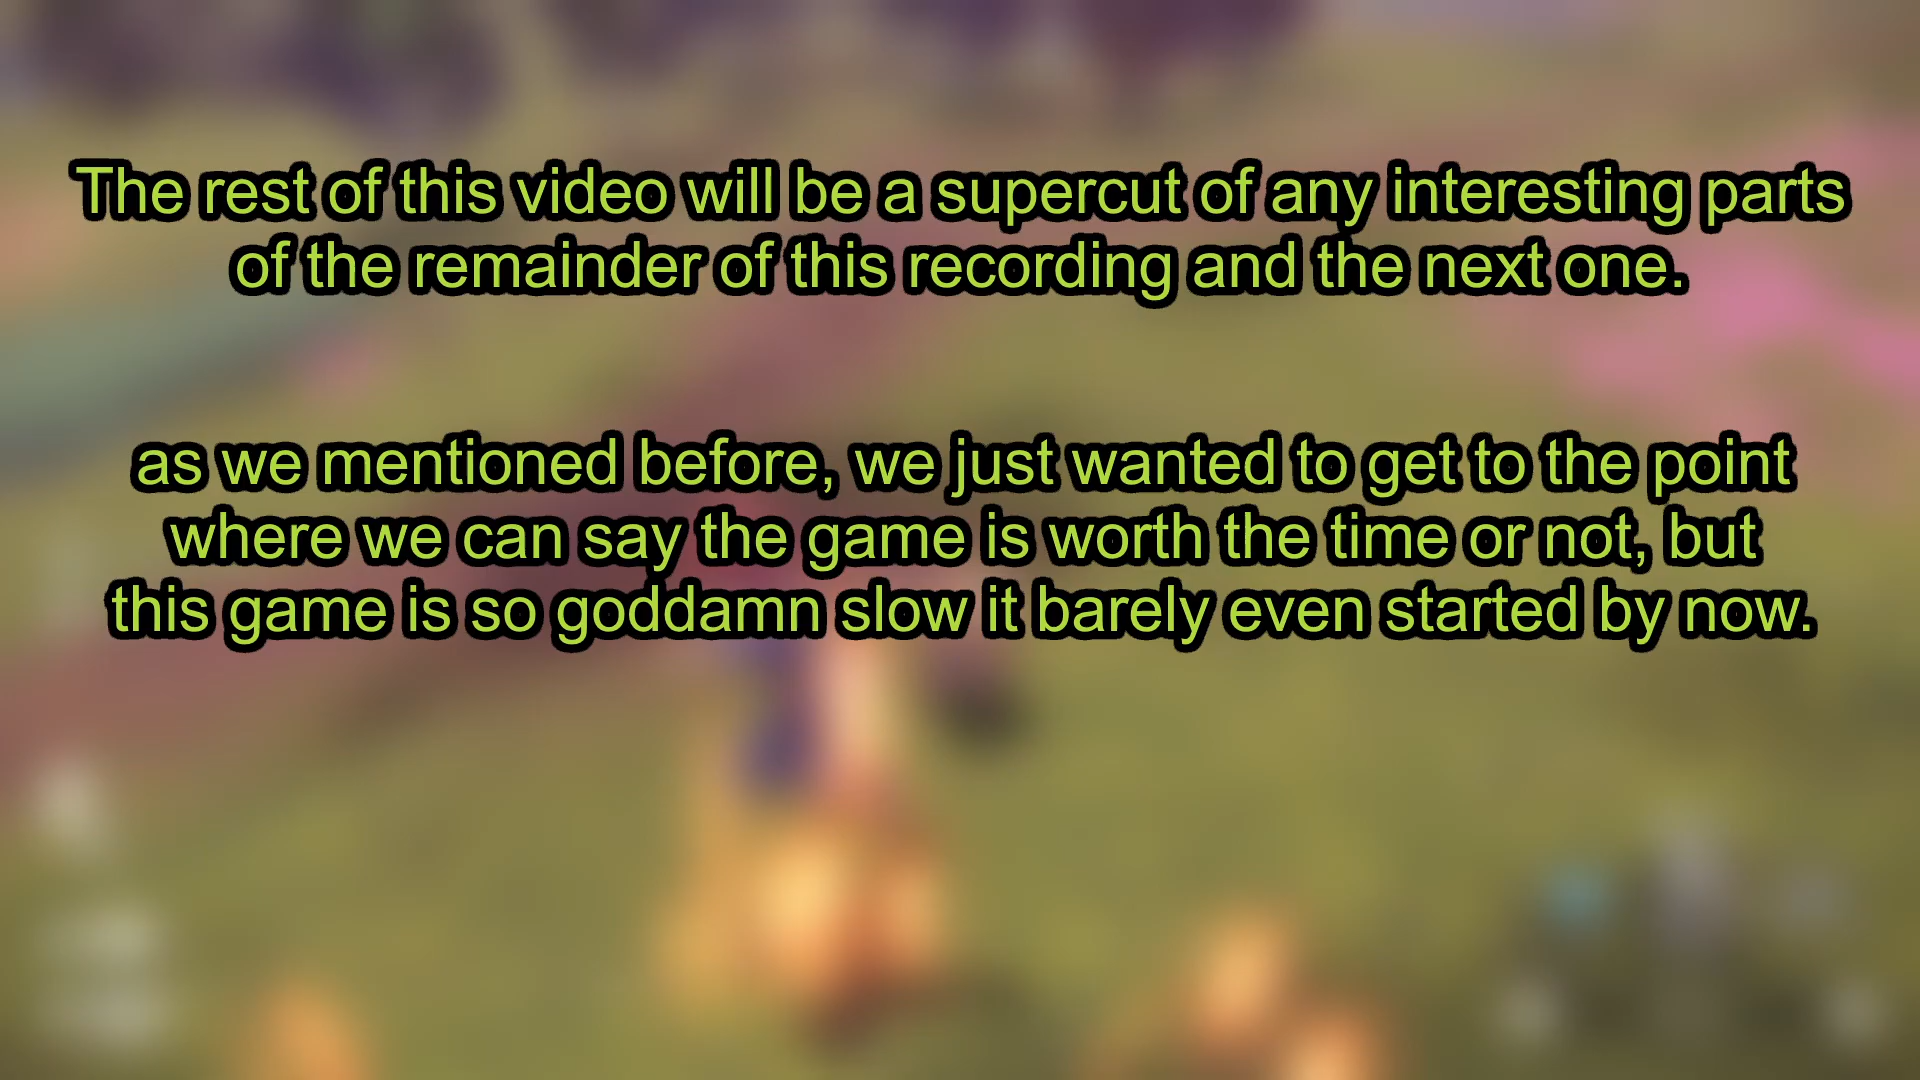 The rest of this video will be a supercut of any interesting parts
of the remainder of this recording and the next one.
as we mentioned before, we just wanted to get to the point
where we can say the game is worth the time or not, but
this game is so goddamn slow it barely even started by now.